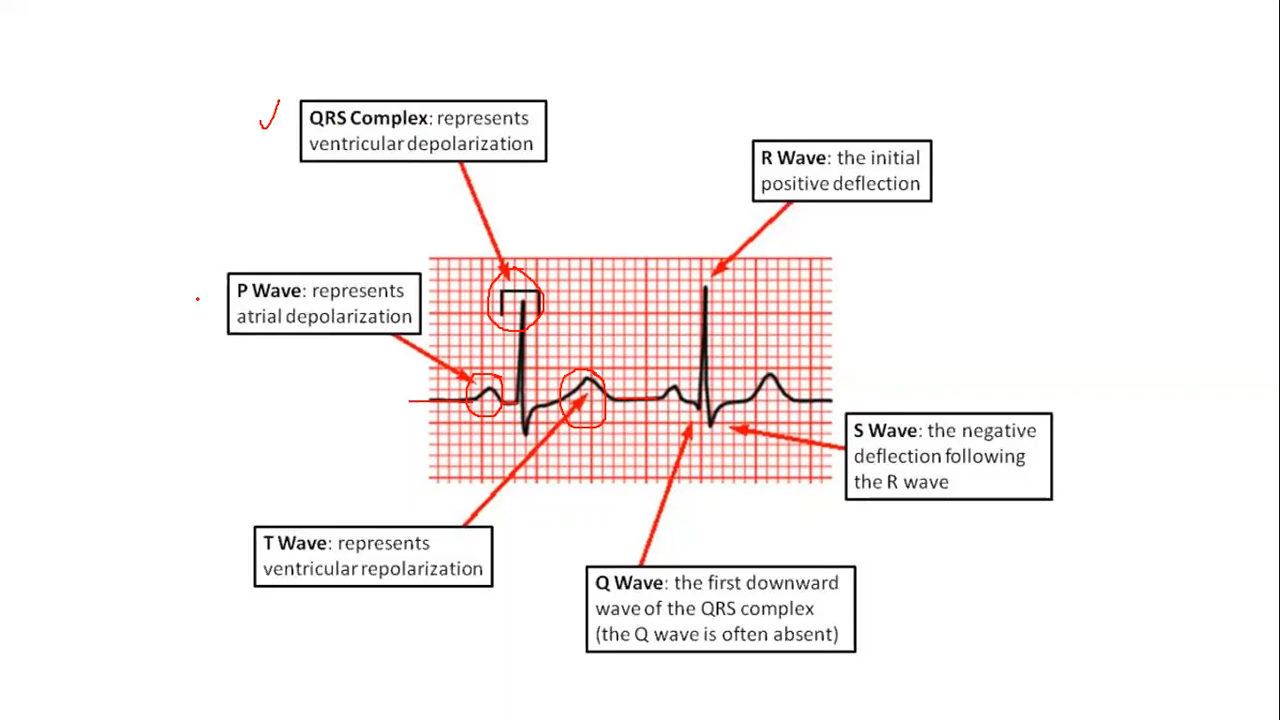 QRS Complex: represents
ventricular depolarization
R Wave: the initial
positive deflection
P Wave: represents
atrial depolarization
S Wave: the negative
deflection following
the R wave
T Wave: represents
ventricular repolarization
Q Wave: the first downward
wave of the QRS complex
(the Q wave is often absent)